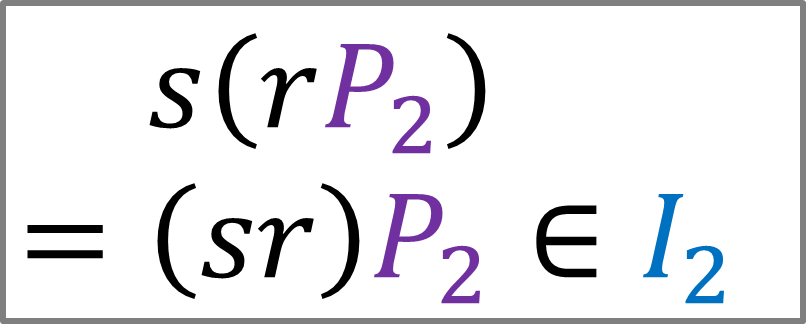 s(rP₂)
= (sr)P₂ ∈ I₂